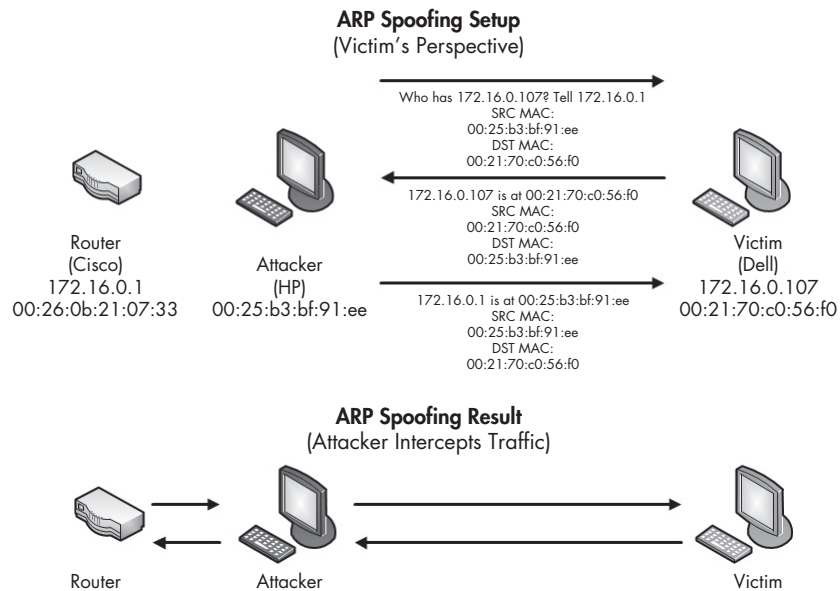 ARP Spoofing Setup
(Victim's Perspective)
Who has 172.16.0.107? Tell 172.16.0.1
SRC MAC:
00:25:b3:bf:91:ee
DST MAC:
00:21:70:c0:56:f0
172.16.0.107 is at 00:21:70:c0:56:f0
SRC MAC:
00:21:70:c0:56:f0
DST MAC:
00:25:b3:bf:91:ee
172.16.0.1 is at 00:25:b3:bf:91:ee
SRC MAC:
00:25:b3:bf:91:ee
DST MAC:
00:21:70:c0:56:f0
Router
(Cisco)
172.16.0.1
00:26:0b:21:07:33
Attacker
(HP)
00:25:b3:bf:91:ee
Victim
(Dell)
172.16.0.107
00:21:70:c0:56:f0
ARP Spoofing Result
(Attacker Intercepts Traffic)
Router
Attacker
Victim